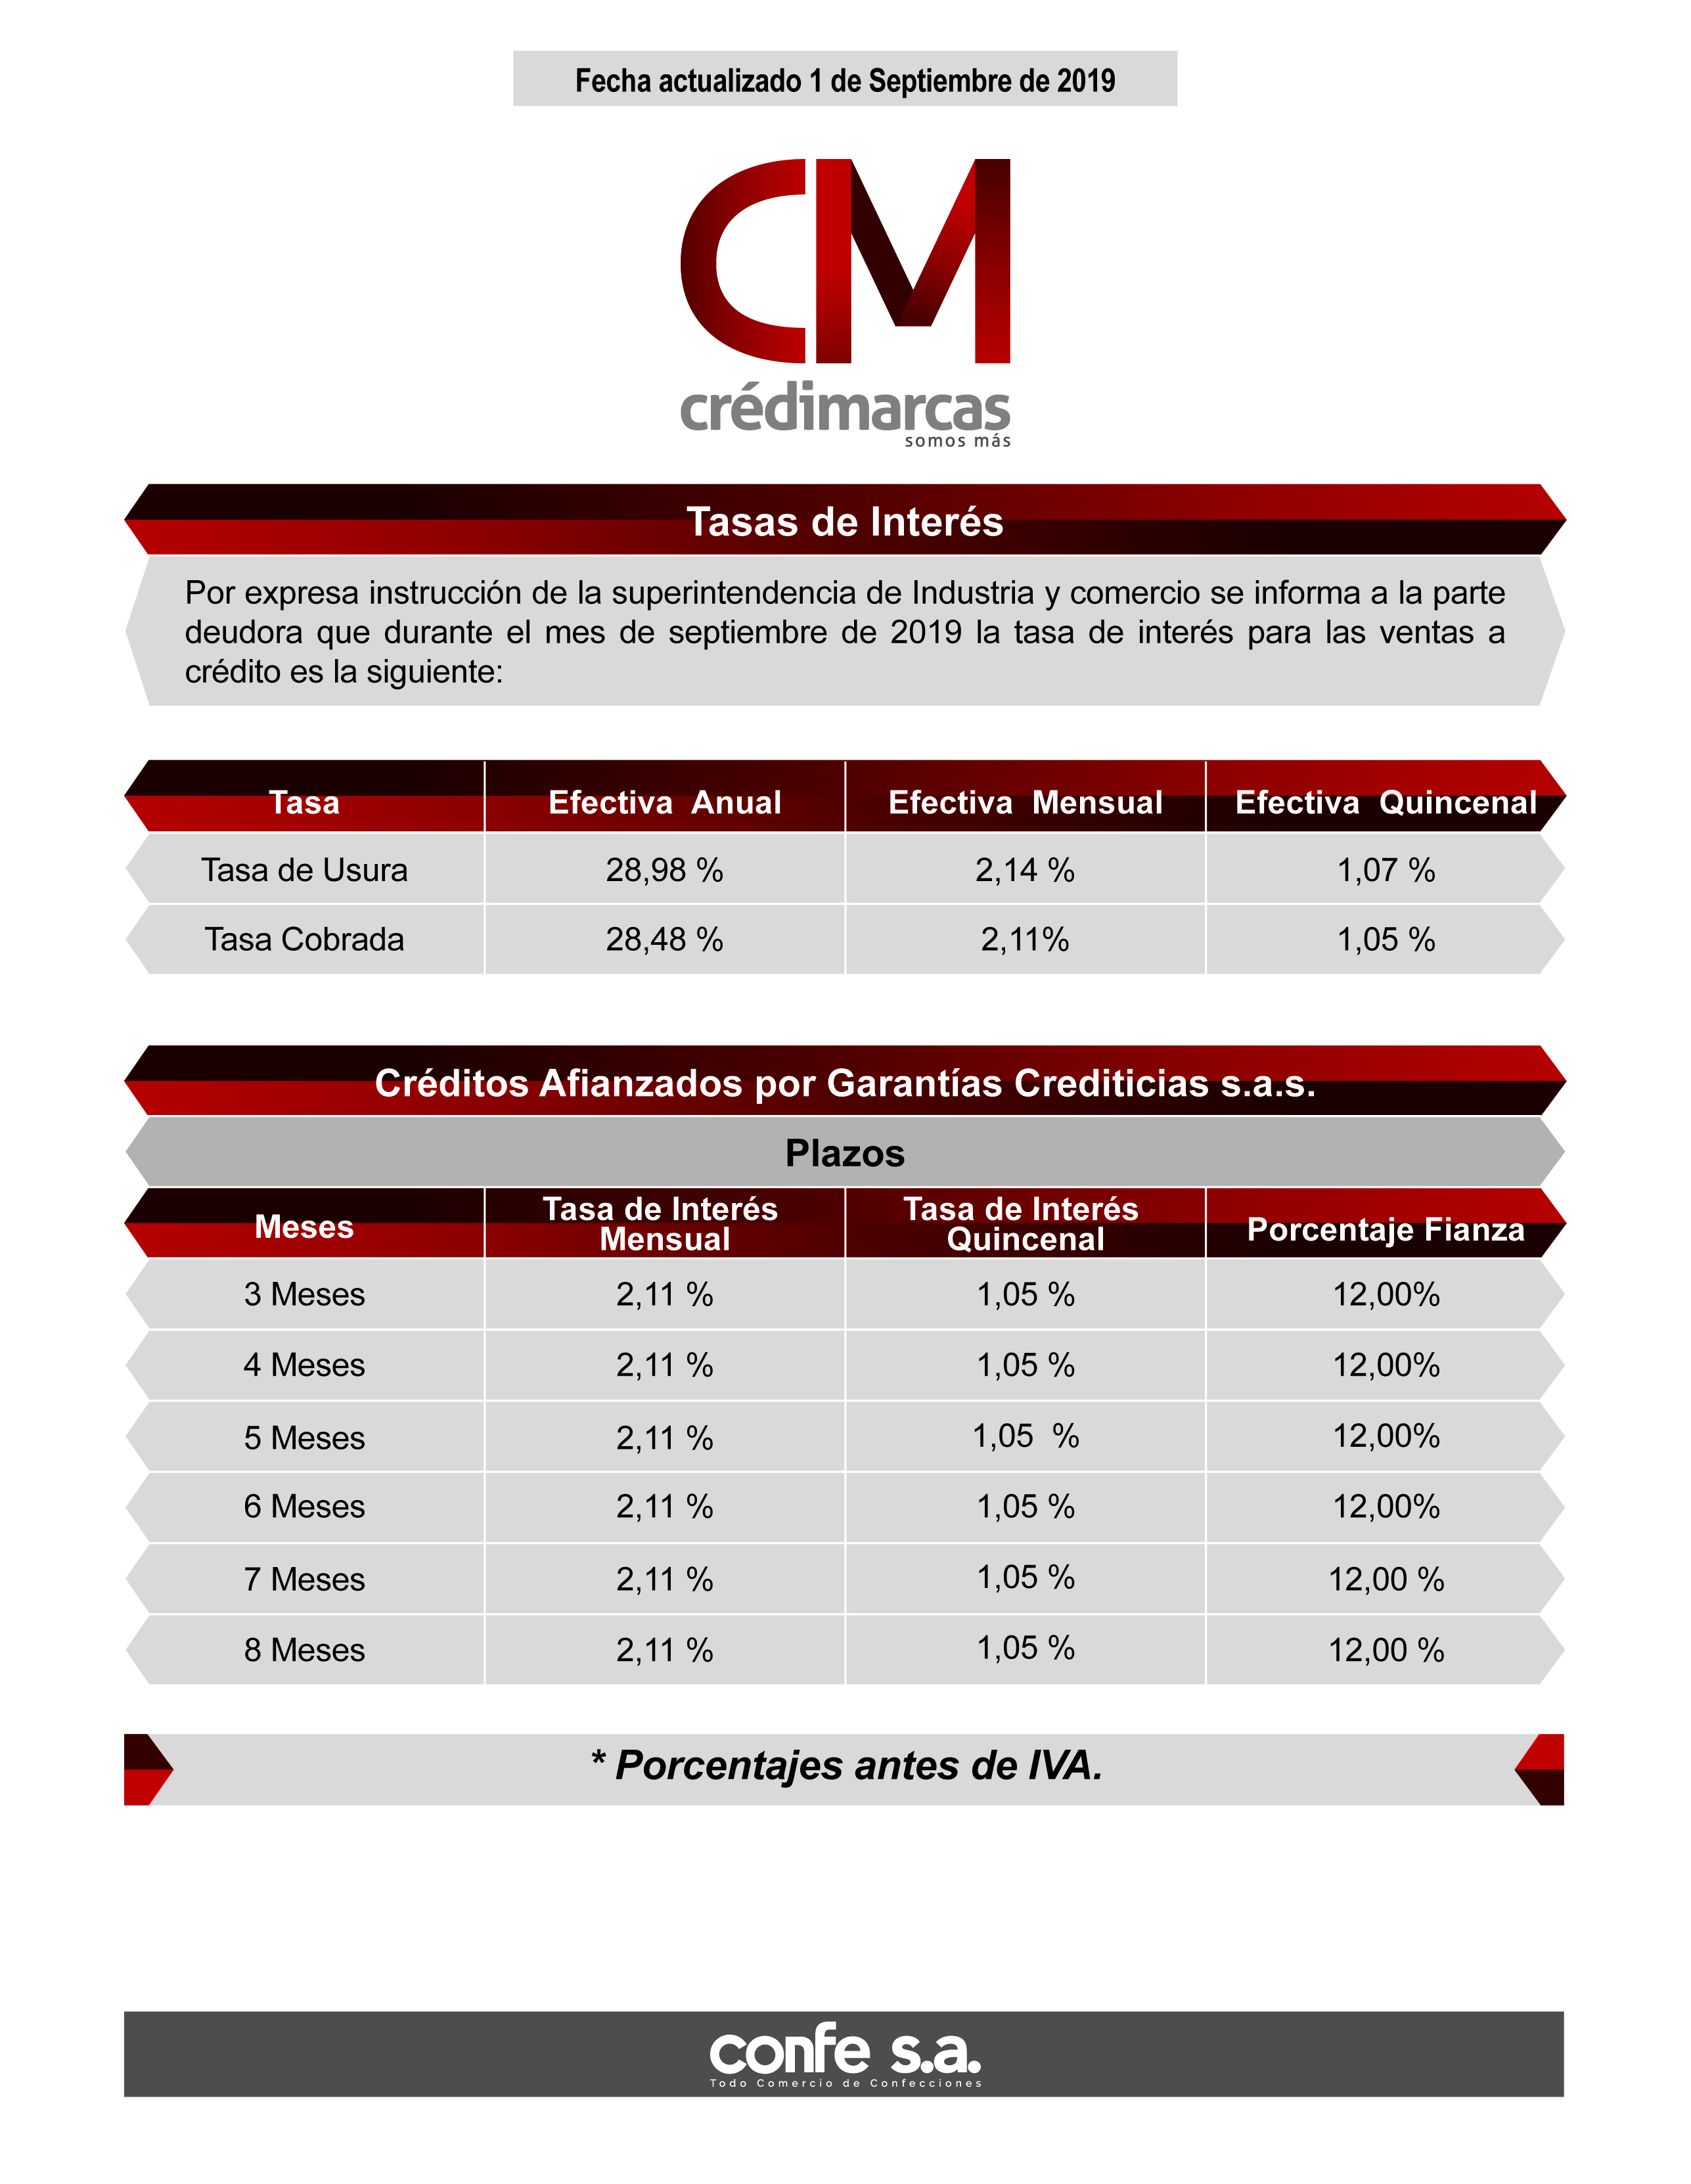 Fecha actualizado 1 de Septiembre de 2019
CM
crédimarcas
somos más
Tasas de Interés
Por expresa instrucción de la superintendencia de Industria y comercio se informa a la parte
deudora que durante el mes de septiembre de 2019 la tasa de interés para las ventas a
crédito es la siguiente:
Tasa Efectiva Anual Efectiva Mensual Efectiva Quincenal
Tasa de Usura 28,98 % 2,14 % 1,07 %
Tasa Cobrada 28,48 % 2,11% 1,05 %
Créditos Afianzados por Garantías Crediticias s.a.s.
Plazos
Meses Tasa de Interés Mensual Tasa de Interés Quincenal Porcentaje Fianza
3 Meses 2,11 % 1,05 % 12,00%
4 Meses 2,11 % 1,05 % 12,00%
5 Meses 2,11 % 1,05 % 12,00%
6 Meses 2,11 % 1,05 % 12,00%
7 Meses 2,11 % 1,05 % 12,00 %
8 Meses 2,11 % 1,05 % 12,00 %
* Porcentajes antes de IVA.
confe s.a.
Todo Comercio de Confecciones